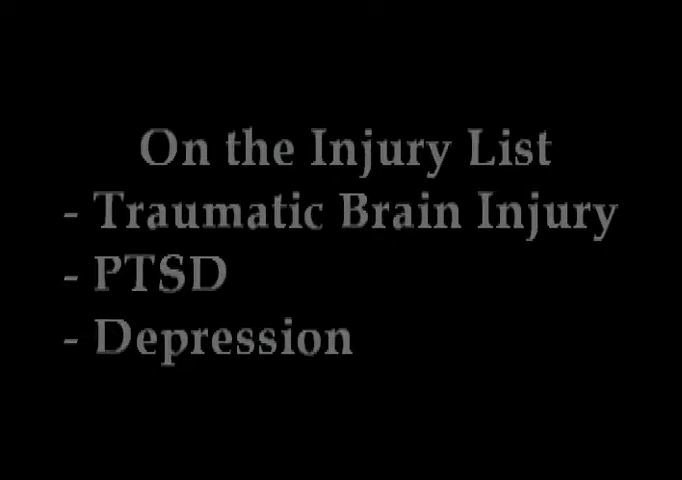 On the Injury List
- Traumatic Brain Injury
- PTSD
- Depression